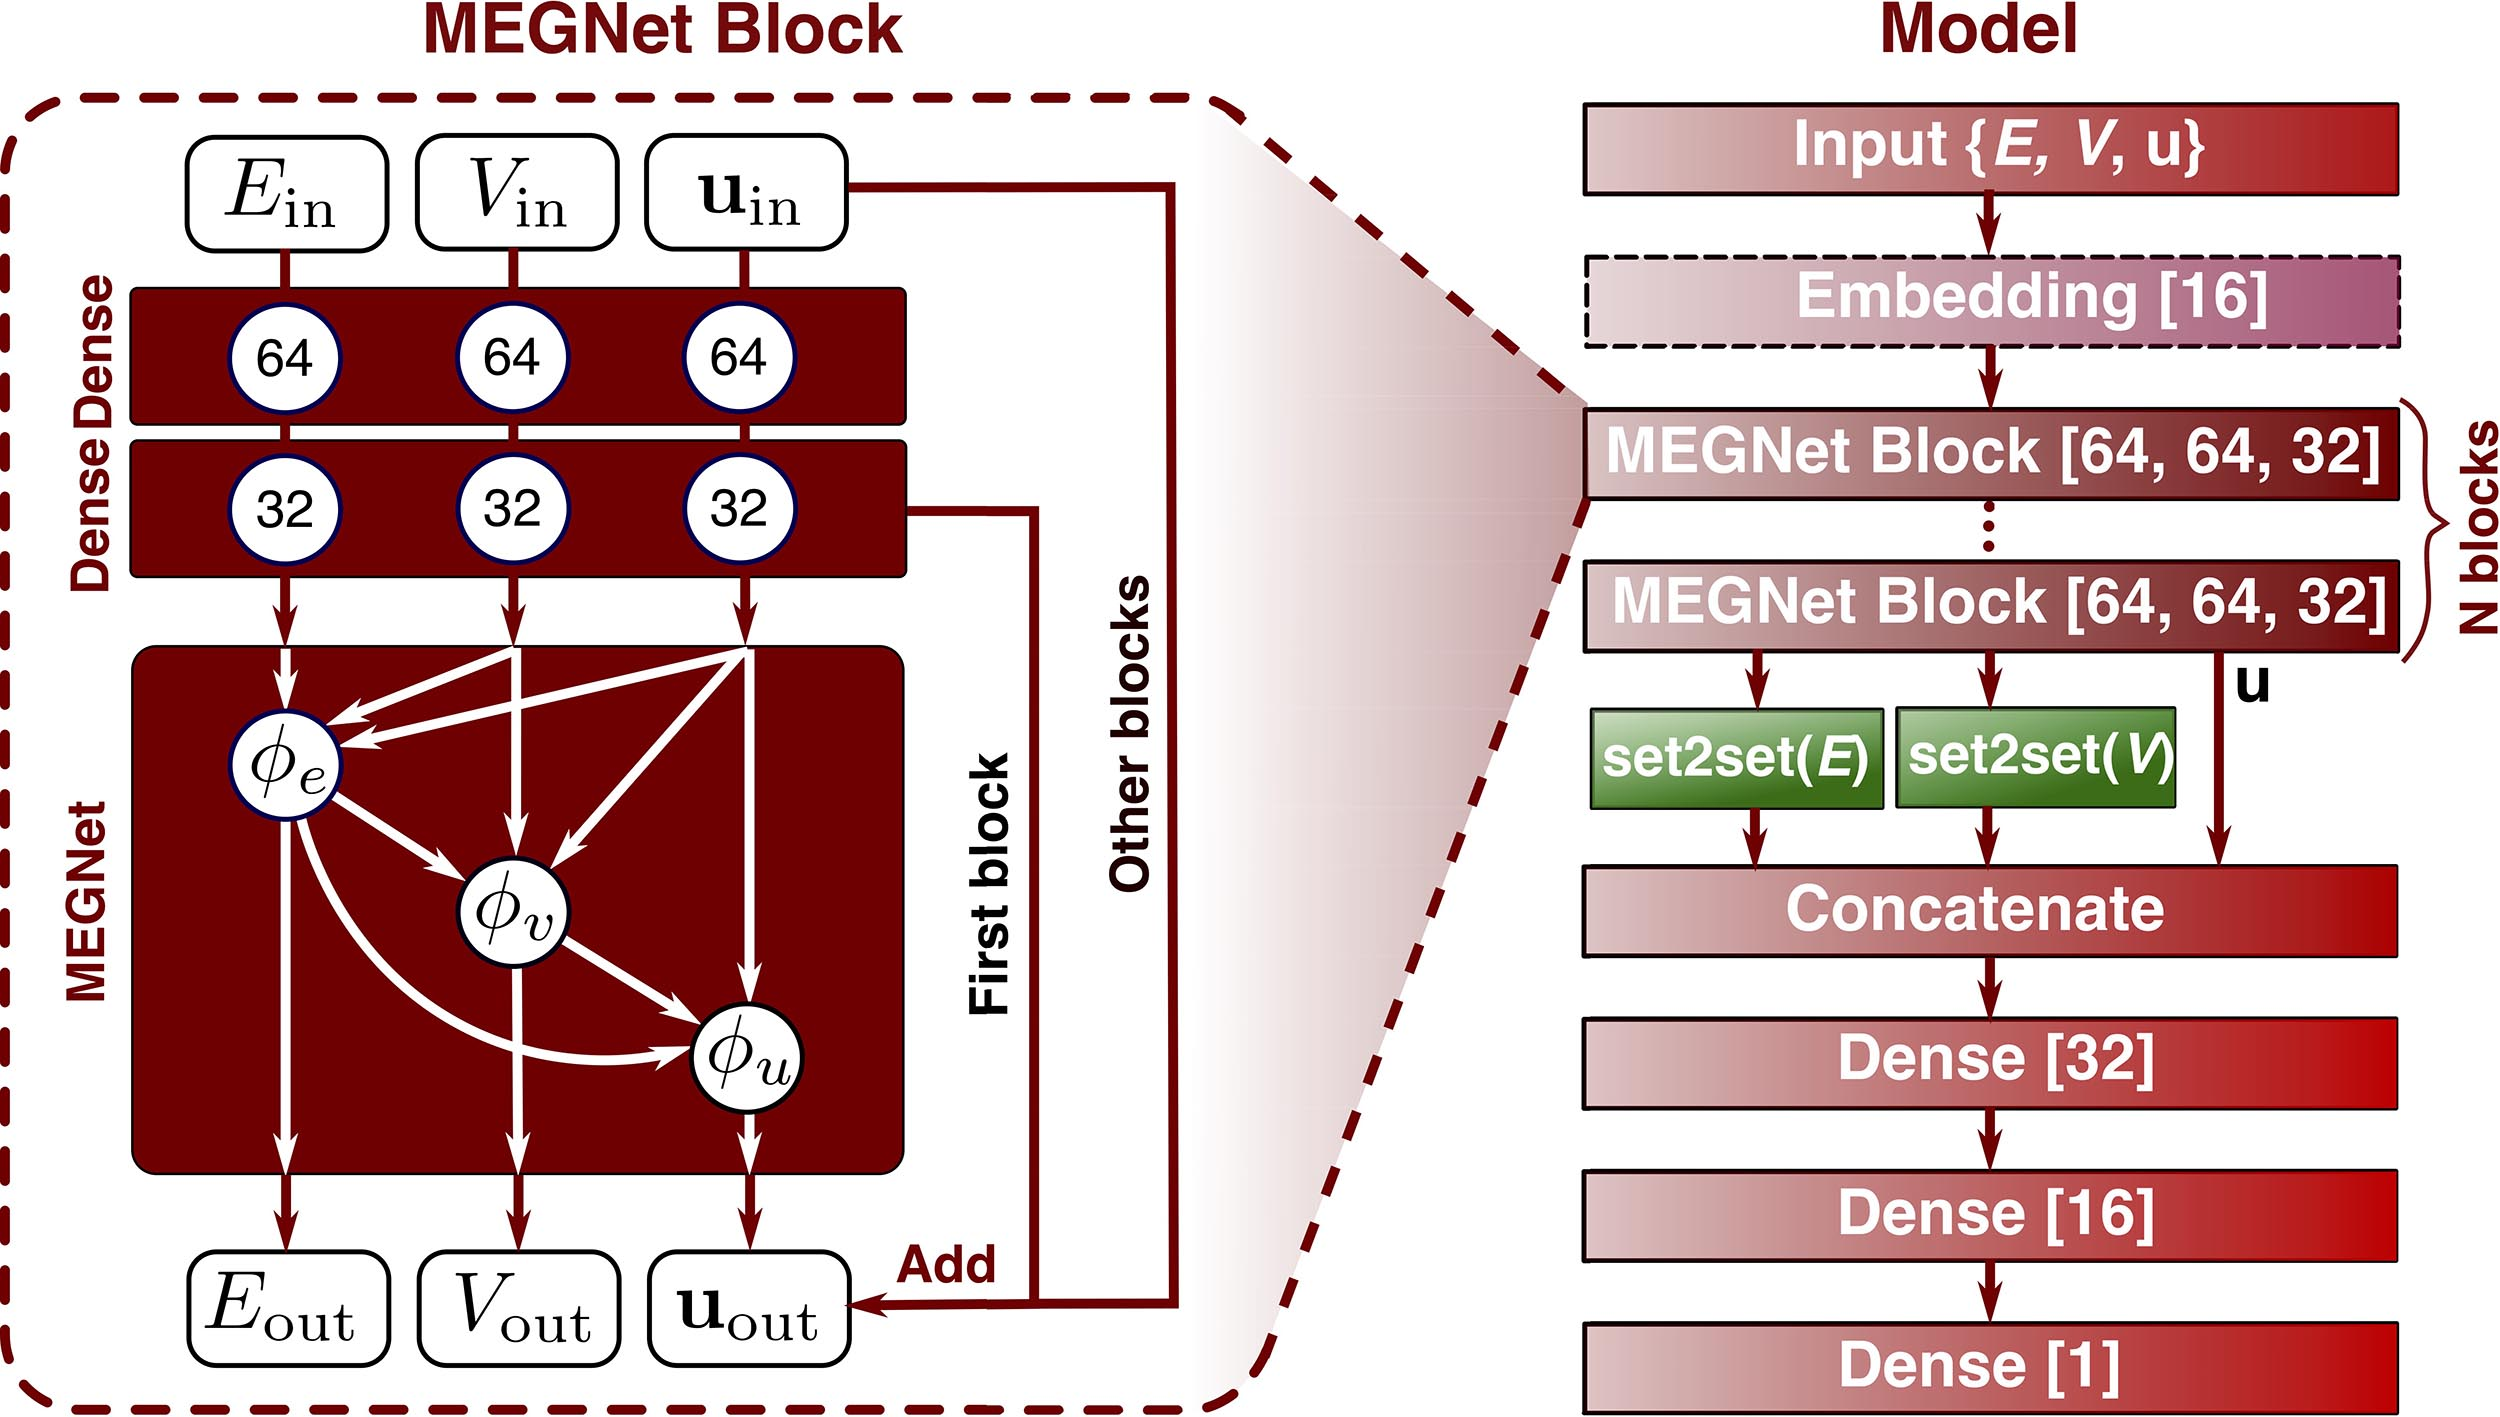 MEGNet Block
E_in
V_in
u_in
Dense
64
64
64
Dense
32
32
32
MEGNet
ϕ_e
ϕ_v
ϕ_u
First block
Other blocks
Add
E_out
V_out
u_out
Model
Input {E, V, u}
Embedding [16]
MEGNet Block [64, 64, 32]
MEGNet Block [64, 64, 32]
N blocks
u
set2set(E)
set2set(V)
Concatenate
Dense [32]
Dense [16]
Dense [1]